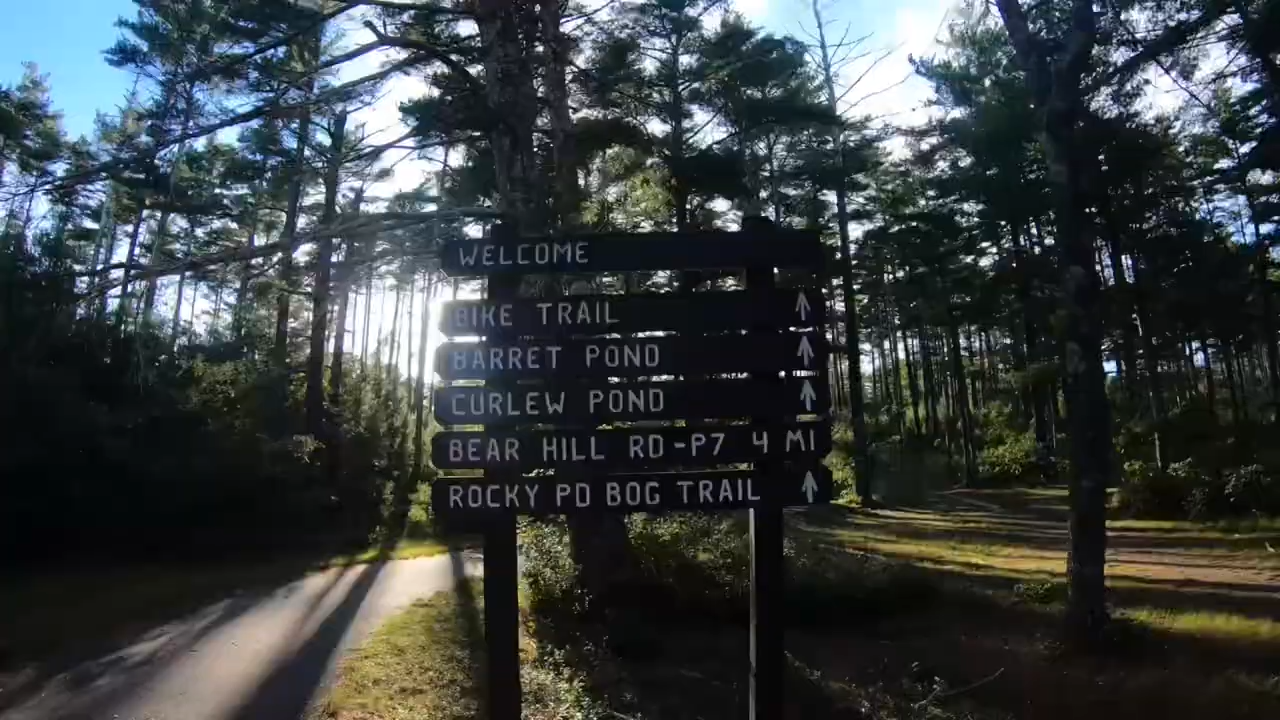 WELCOME
BIKE TRAIL ↑
BARRET POND ↑
CURLEW POND ↑
BEAR HILL RD-P7 4 MI
ROCKY PD BOG TRAIL ↑